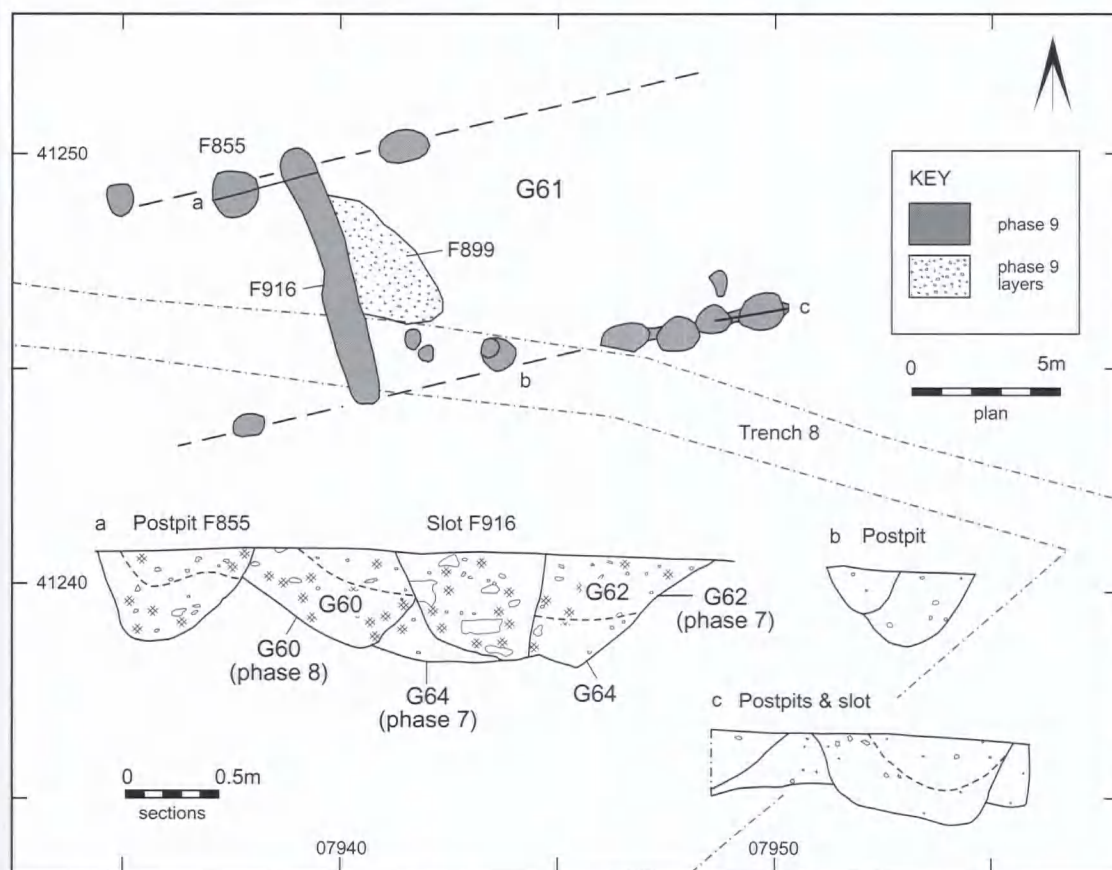 41250
F855
a
G61
F899
F916
c
b
Trench 8
KEY
phase 9
phase 9
layers
0 5m
plan
a Postpit F855
Slot F916
b Postpit
41240
G60
G62
G62
(phase 7)
G60
(phase 8)
G64
(phase 7)
G64
c Postpits & slot
0 0.5m
sections
07940
07950